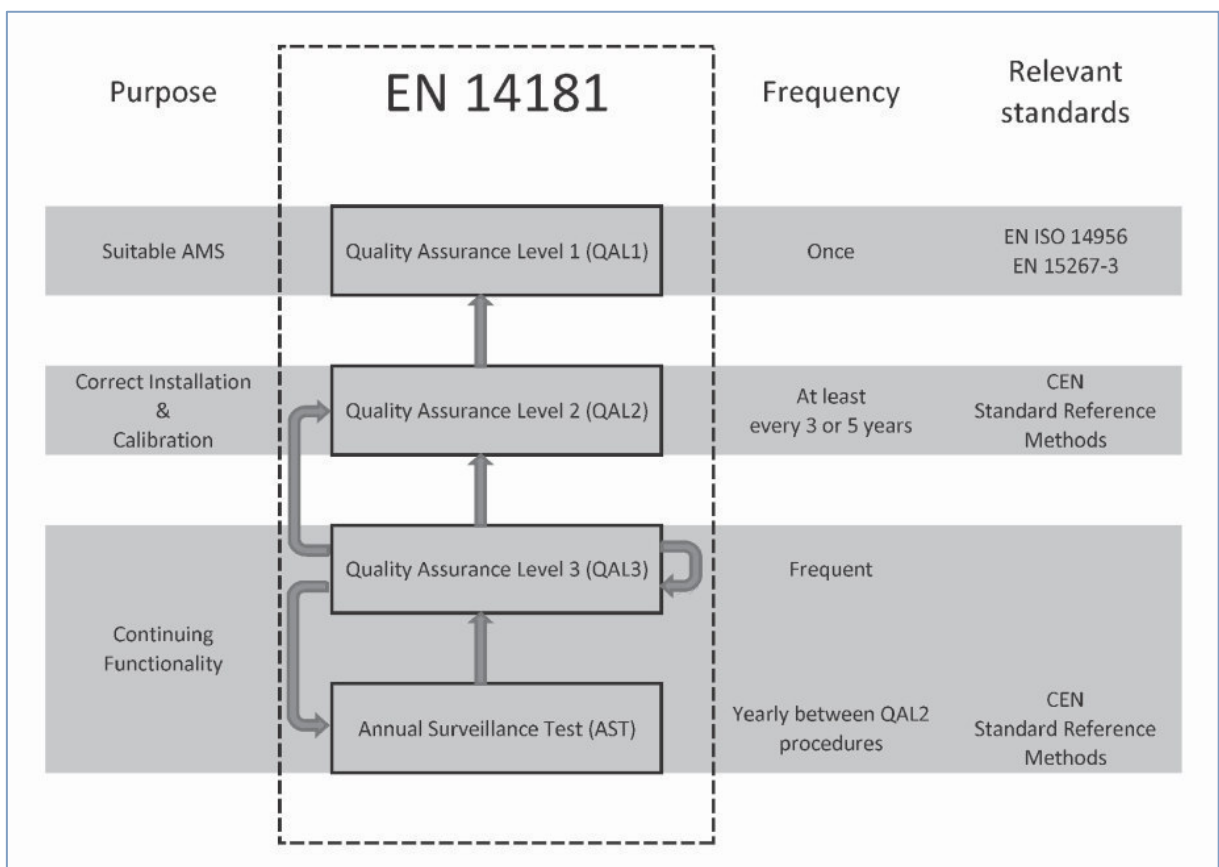 Purpose
EN 14181
Frequency
Relevant
standards
Suitable AMS
Quality Assurance Level 1 (QAL1)
Once
EN ISO 14956
EN 15267-3
Correct Installation
&
Calibration
Quality Assurance Level 2 (QAL2)
At least
every 3 or 5 years
CEN
Standard Reference
Methods
Continuing
Functionality
Quality Assurance Level 3 (QAL3)
Frequent
Annual Surveillance Test (AST)
Yearly between QAL2
procedures
CEN
Standard Reference
Methods